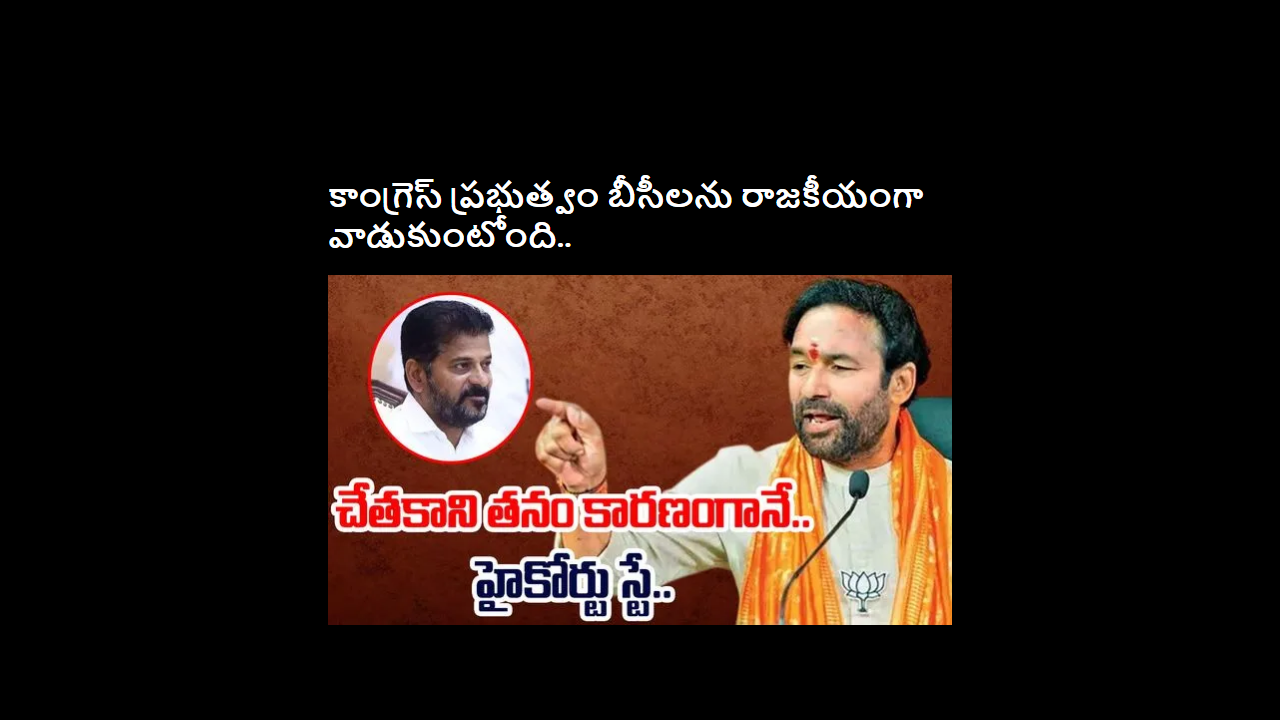 కాంగ్రెస్ ప్రభుత్వం బీసీలను రాజకీయంగా
వాడుకుంటోంది..
చేతకాని తనం కారణంగానే..
హైకోర్టు స్టే..